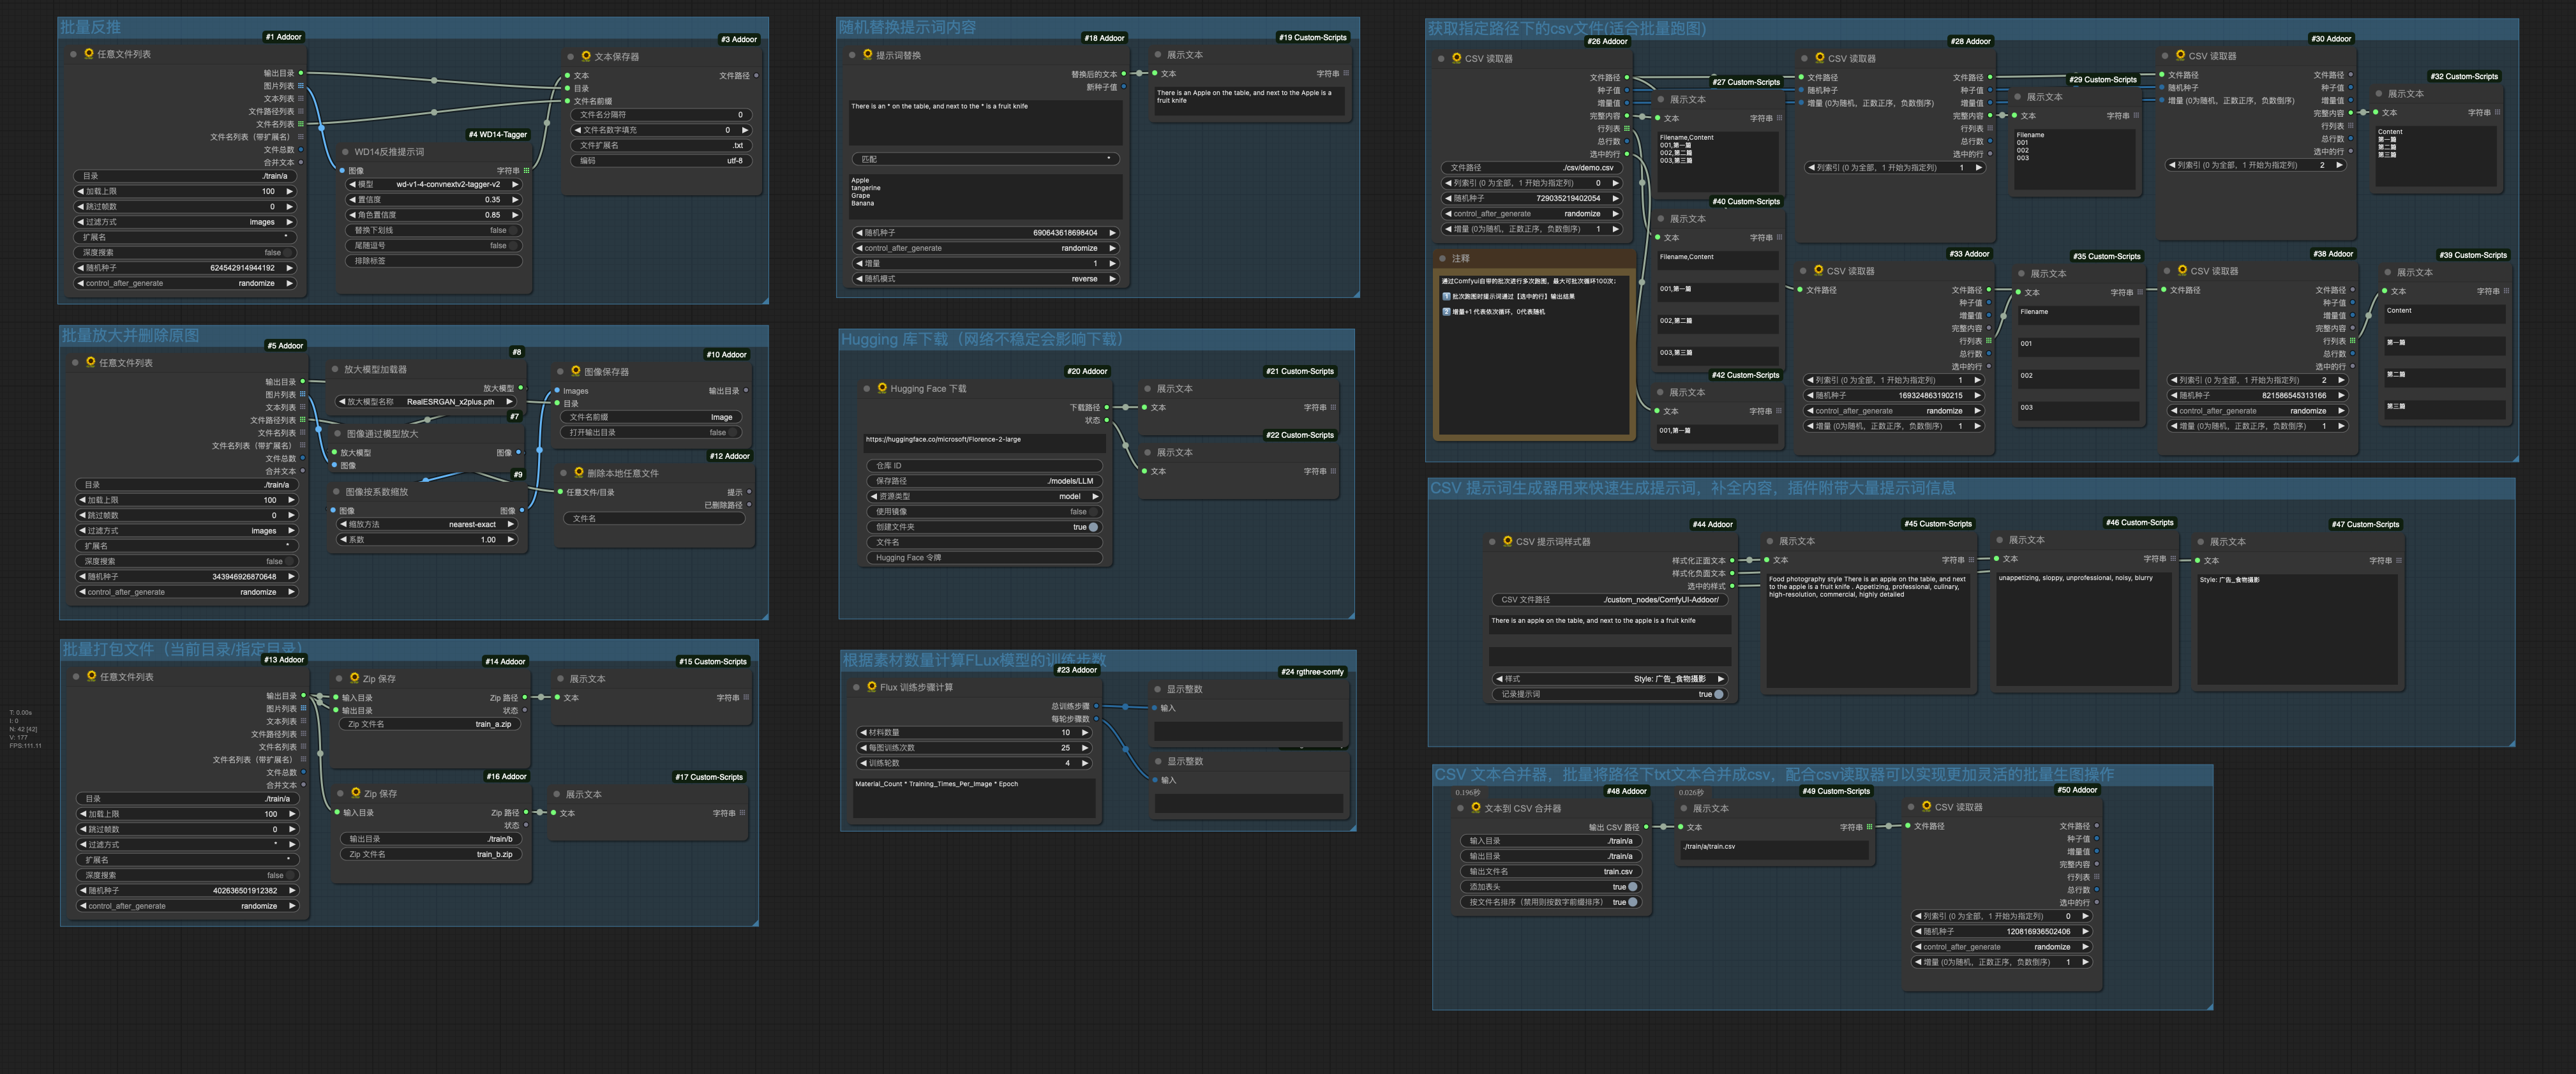 批量反推
#1 Addoor
任意文件列表
输出目录
图片列表
文本列表
文件路径列表
文件名列表
文件名列表（带扩展名）
文件总数
合并文本
目录 ./train/a
加载上限 100
跳过帧数 0
过滤方式 images
扩展名 *
深度搜索 false
随机种子 624542914944192
control_after_generate randomize
#4 WD14-Tagger
WD14反推提示词
图像 字符串
模型 wd-v1-4-convnextv2-tagger-v2
置信度 0.35
角色置信度 0.85
替换下划线 false
尾随逗号 false
排除标签
#3 Addoor
文本保存器
文本 文件路径
目录
文件名前缀
文件名分隔符 0
文件名数字填充 0
文件扩展名 .txt
编码 utf-8
批量放大并删除原图
#5 Addoor
任意文件列表
输出目录
图片列表
文本列表
文件路径列表
文件名列表
文件名列表（带扩展名）
文件总数
合并文本
目录 ./train/a
加载上限 100
跳过帧数 0
过滤方式 images
扩展名 *
深度搜索 false
随机种子 343946926870648
control_after_generate randomize
#8
放大模型加载器
放大模型
放大模型名称 RealESRGAN_x2plus.pth
#7
图像通过模型放大
放大模型 图像
图像
#9
图像按系数缩放
图像 图像
缩放方法 nearest-exact
系数 1.00
#10 Addoor
图像保存器
Images 输出目录
目录
文件名前缀 Image
打开输出目录 false
#12 Addoor
删除本地任意文件
任意文件/目录 提示
已删除路径
文件名
批量打包文件（当前目录/指定目录）
#13 Addoor
任意文件列表
输出目录
图片列表
文本列表
文件路径列表
文件名列表
文件名列表（带扩展名）
文件总数
合并文本
目录 ./train/a
加载上限 100
跳过帧数 0
过滤方式 *
扩展名 *
深度搜索 false
随机种子 402636501912382
control_after_generate randomize
#14 Addoor
Zip 保存
输入目录 Zip 路径
输出目录 状态
Zip 文件名 train_a.zip
#15 Custom-Scripts
展示文本
文本 字符串
#16 Addoor
Zip 保存
输入目录 Zip 路径
状态
输出目录 ./train/b
Zip 文件名 train_b.zip
#17 Custom-Scripts
展示文本
文本 字符串
T: 0.00s
I: 0
N: 42 [42]
V: 177
FPS:111.11
随机替换提示词内容
#18 Addoor
提示词替换
替换后的文本
新种子值
There is an * on the table, and next to the * is a fruit knife
匹配 *
Apple
tangerine
Grape
Banana
随机种子 690643618698404
control_after_generate randomize
增量 1
随机模式 reverse
#19 Custom-Scripts
展示文本
文本 字符串
There is an Apple on the table, and next to the Apple is a
fruit knife
Hugging 库下载（网络不稳定会影响下载）
#20 Addoor
Hugging Face 下载
下载路径
状态
https://huggingface.co/microsoft/Florence-2-large
仓库 ID
保存路径 ./models/LLM
资源类型 model
使用镜像 false
创建文件夹 true
文件名
Hugging Face 令牌
#21 Custom-Scripts
展示文本
文本 字符串
#22 Custom-Scripts
展示文本
文本 字符串
根据素材数量计算FLux模型的训练步数
#23 Addoor
Flux 训练步骤计算
总训练步骤
每轮步骤数
材料数量 10
每图训练次数 25
训练轮数 4
Material_Count * Training_Times_Per_Image * Epoch
#24 rgthree-comfy
显示整数
输入
显示整数
输入
获取指定路径下的csv文件(适合批量跑图)
#26 Addoor
CSV 读取器
文件路径
种子值
增量值
完整内容
行列表
总行数
选中的行
文件路径 ./csv/demo.csv
列索引 (0 为全部，1 开始为指定列) 0
随机种子 729035219402054
control_after_generate randomize
增量 (0为随机，正数正序，负数倒序) 1
注释
通过Comfyui自带的批次进行多次跑图，最大可批次循环100次：
1 批次跑图时提示词通过【选中的行】输出结果
2 增量+1 代表依次循环，0代表随机
#27 Custom-Scripts
展示文本
文本 字符串
Filename,Content
001,第一篇
002,第二篇
003,第三篇
#40 Custom-Scripts
展示文本
文本 字符串
Filename,Content
001,第一篇
002,第二篇
003,第三篇
#42 Custom-Scripts
展示文本
文本 字符串
001,第一篇
#28 Addoor
CSV 读取器
文件路径 文件路径
随机种子 种子值
增量 (0为随机，正数正序，负数倒序) 增量值
完整内容
行列表
总行数
选中的行
列索引 (0 为全部，1 开始为指定列) 1
#29 Custom-Scripts
展示文本
文本 字符串
Filename
001
002
003
#30 Addoor
CSV 读取器
文件路径 文件路径
随机种子 种子值
增量 (0为随机，正数正序，负数倒序) 增量值
完整内容
行列表
总行数
选中的行
列索引 (0 为全部，1 开始为指定列) 2
#32 Custom-Scripts
展示文本
文本 字符串
Content
第一篇
第二篇
第三篇
#33 Addoor
CSV 读取器
文件路径 文件路径
种子值
增量值
完整内容
行列表
总行数
选中的行
列索引 (0 为全部，1 开始为指定列) 1
随机种子 169324863190215
control_after_generate randomize
增量 (0为随机，正数正序，负数倒序) 1
#35 Custom-Scripts
展示文本
文本 字符串
Filename
001
002
003
#38 Addoor
CSV 读取器
文件路径 文件路径
种子值
增量值
完整内容
行列表
总行数
选中的行
列索引 (0 为全部，1 开始为指定列) 2
随机种子 821586545313166
control_after_generate randomize
增量 (0为随机，正数正序，负数倒序) 1
#39 Custom-Scripts
展示文本
文本 字符串
Content
第一篇
第二篇
第三篇
CSV 提示词生成器用来快速生成提示词，补全内容，插件附带大量提示词信息
#44 Addoor
CSV 提示词样式器
样式化正面文本
样式化负面文本
选中的样式
CSV 文件路径 ./custom_nodes/ComfyUI-Addoor/
There is an apple on the table, and next to the apple is a fruit knife
样式 Style: 广告_食物摄影
记录提示词 true
#45 Custom-Scripts
展示文本
文本 字符串
Food photography style There is an apple on the table, and next
to the apple is a fruit knife . Appetizing, professional, culinary,
high-resolution, commercial, highly detailed
#46 Custom-Scripts
展示文本
文本 字符串
unappetizing, sloppy, unprofessional, noisy, blurry
#47 Custom-Scripts
展示文本
文本 字符串
Style: 广告_食物摄影
CSV 文本合并器，批量将路径下txt文本合并成csv，配合csv读取器可以实现更加灵活的批量生图操作
0.196秒
#48 Addoor
文本到 CSV 合并器
输出 CSV 路径
输入目录 ./train/a
输出目录 ./train/a
输出文件名 train.csv
添加表头 true
按文件名排序（禁用则按数字前缀排序） true
0.026秒
#49 Custom-Scripts
展示文本
文本 字符串
./train/a/train.csv
#50 Addoor
CSV 读取器
文件路径 文件路径
种子值
增量值
完整内容
行列表
总行数
选中的行
列索引 (0 为全部，1 开始为指定列) 0
随机种子 120816936502406
control_after_generate randomize
增量 (0为随机，正数正序，负数倒序) 1